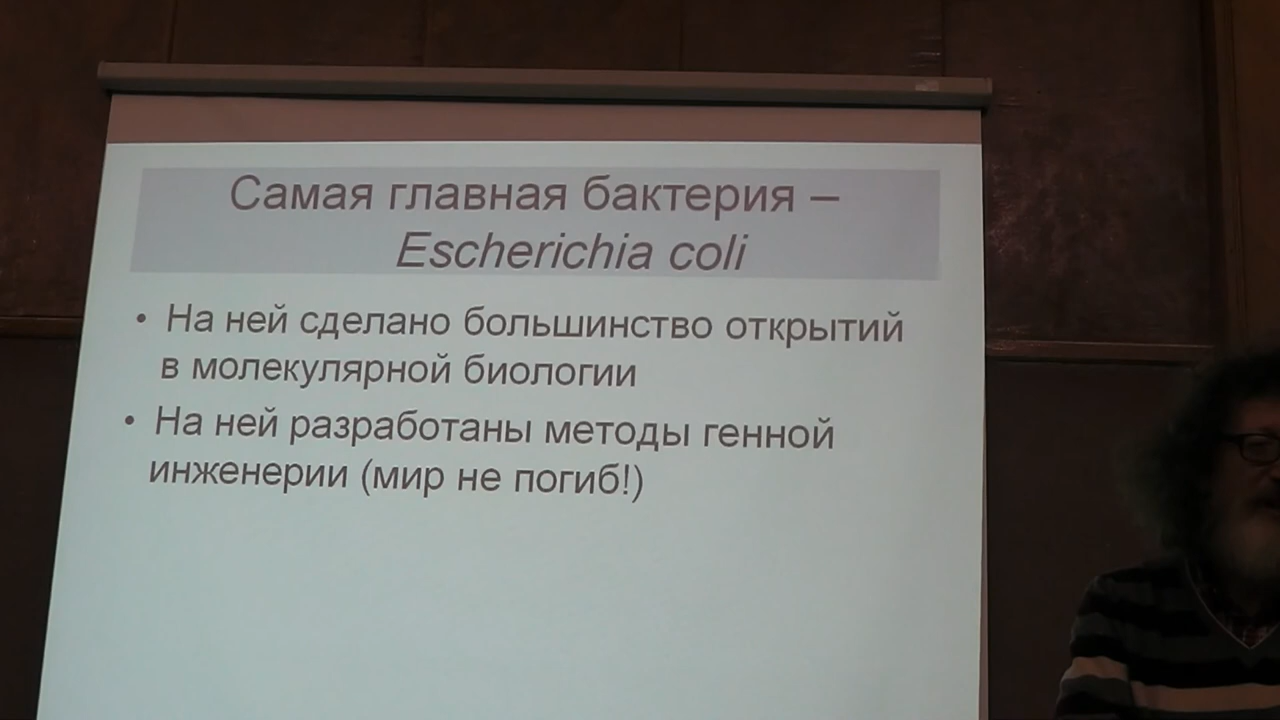 Самая главная бактерия –
Escherichia coli
• На ней сделано большинство открытий
в молекулярной биологии
• На ней разработаны методы генной
инженерии (мир не погиб!)